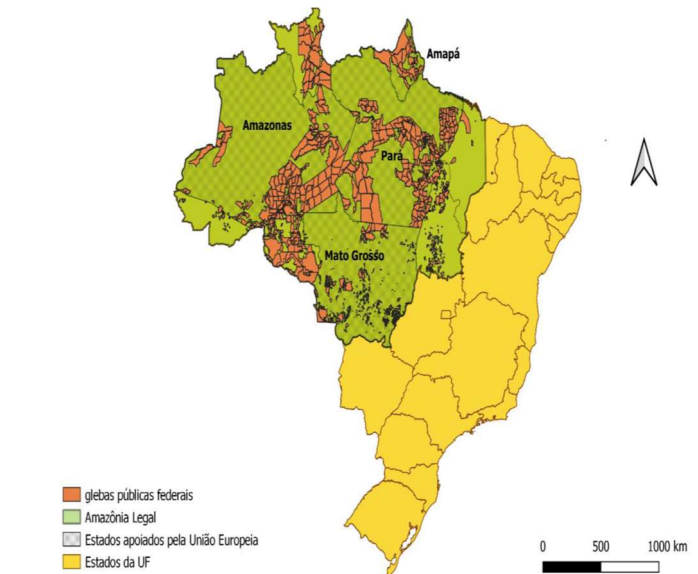 Amapá
Amazonas
Pará
Mato Grosso
glebas públicas federais
Amazônia Legal
Estados apoiados pela União Europeia
Estados da UF
0 500 1000 km